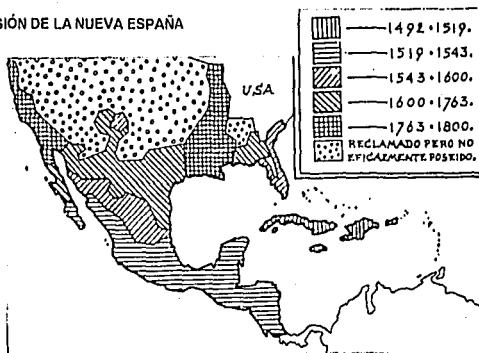 SIÓN DE LA NUEVA ESPAÑA
1492·1519.
1519·1543.
1543·1600.
1600·1763.
1763·1800.
RECLAMADO PERO NO
EFICAZMENTE POSEIDO.
USA